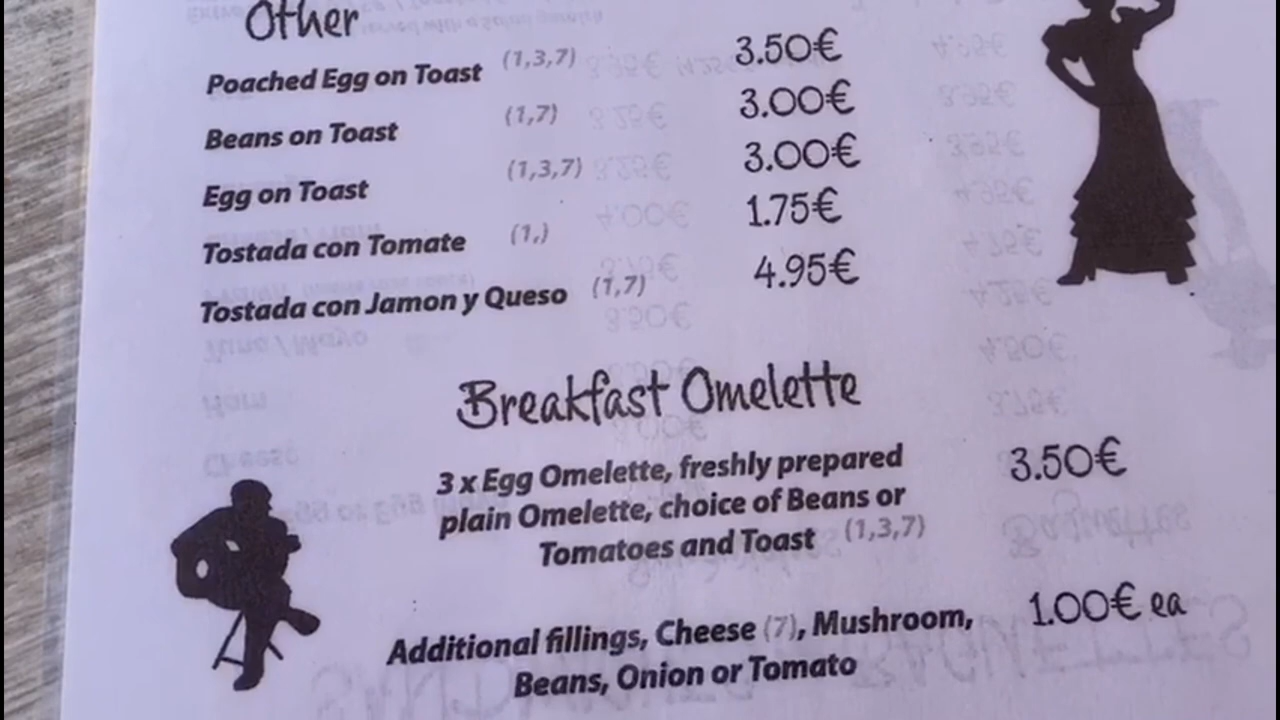 Other
Poached Egg on Toast (1,3,7) 3.50€
Beans on Toast (1,7) 3.00€
Egg on Toast (1,3,7) 3.00€
Tostada con Tomate (1,) 1.75€
Tostada con Jamon y Queso (1,7) 4.95€
Breakfast Omelette
3 x Egg Omelette, freshly prepared 3.50€
plain Omelette, choice of Beans or
Tomatoes and Toast (1,3,7)
Additional fillings, Cheese (7), Mushroom, 1.00€ ea
Beans, Onion or Tomato